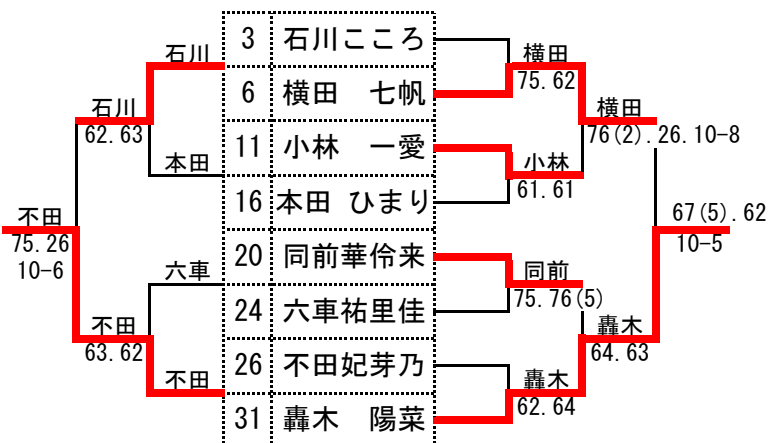 石川
3 石川こころ
横田
75.62
石川
62.63
6 横田 七帆
横田
76(2).26.10-8
本田
11 小林 一愛
小林
61.61
16 本田 ひまり
不田
75.26
10-6
67(5).62
10-5
六車
20 同前華伶来
同前
75.76(5)
不田
63.62
24 六車祐里佳
轟木
64.63
不田
26 不田妃芽乃
轟木
62.64
31 轟木 陽菜